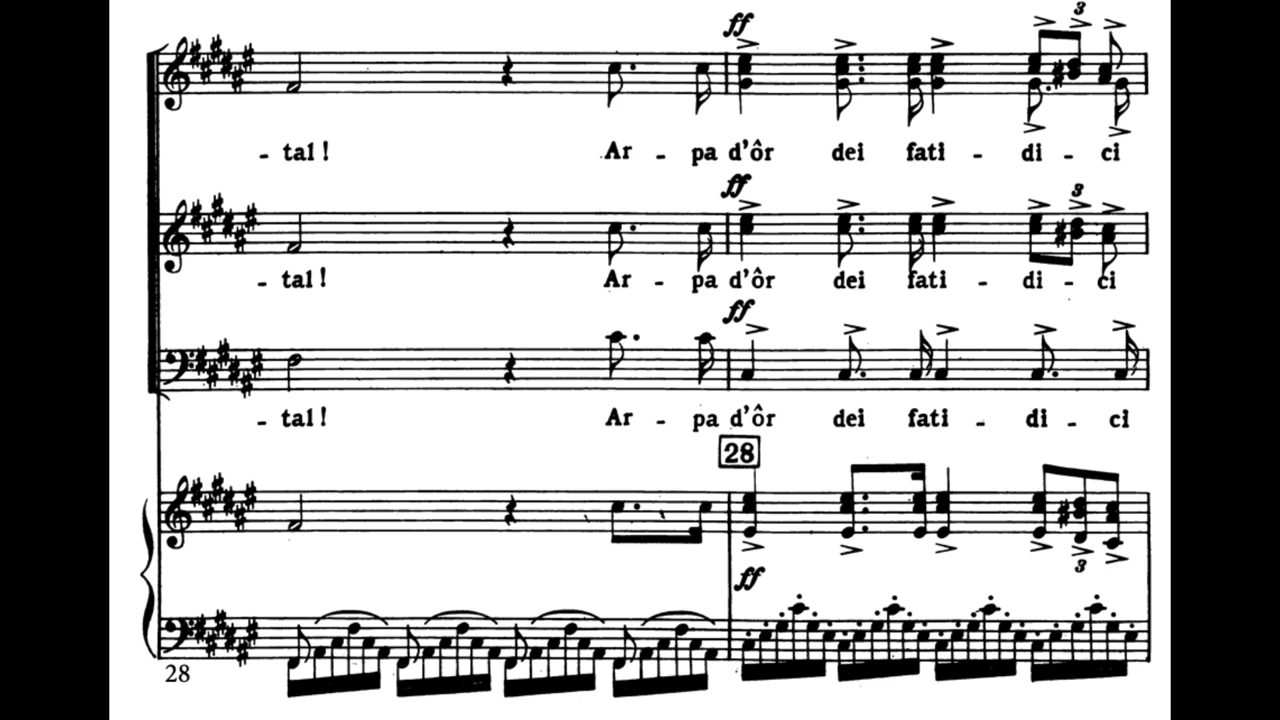 3
ff
- tal! Ar - pa d'ôr dei fati - di - ci
ff
3
- tal! Ar - pa d'ôr dei fati - di - ci
ff
- tal! Ar - pa d'ôr dei fati - di - ci
28
3
ff
28